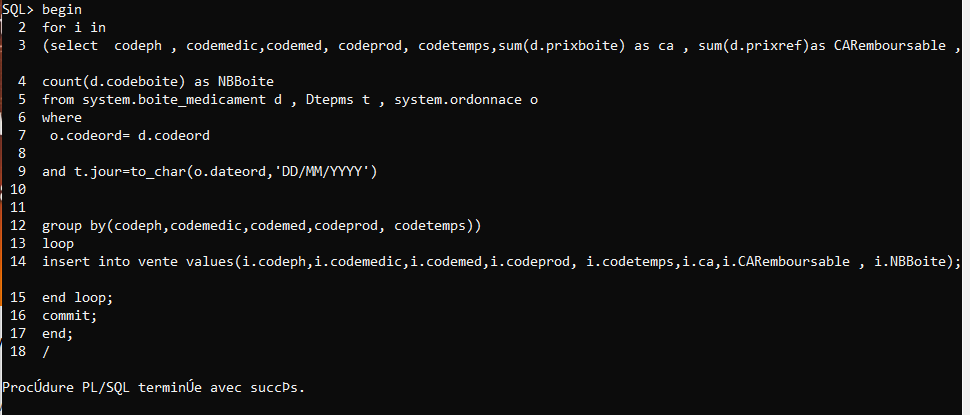 SQL> begin
2 for i in
3 (select codeph , codemedic,codemed, codeprod, codetemps,sum(d.prixboite) as ca , sum(d.prixref)as CARemboursable ,
4 count(d.codeboite) as NBBoite
5 from system.boite_medicament d , Dtepms t , system.ordonnace o
6 where
7 o.codeord= d.codeord
8
9 and t.jour=to_char(o.dateord,'DD/MM/YYYY')
10
11
12 group by(codeph,codemedic,codemed,codeprod, codetemps))
13 loop
14 insert into vente values(i.codeph,i.codemedic,i.codemed,i.codeprod, i.codetemps,i.ca,i.CARemboursable , i.NBBoite);
15 end loop;
16 commit;
17 end;
18 /
ProcÚdure PL/SQL terminÚe avec succÞs.